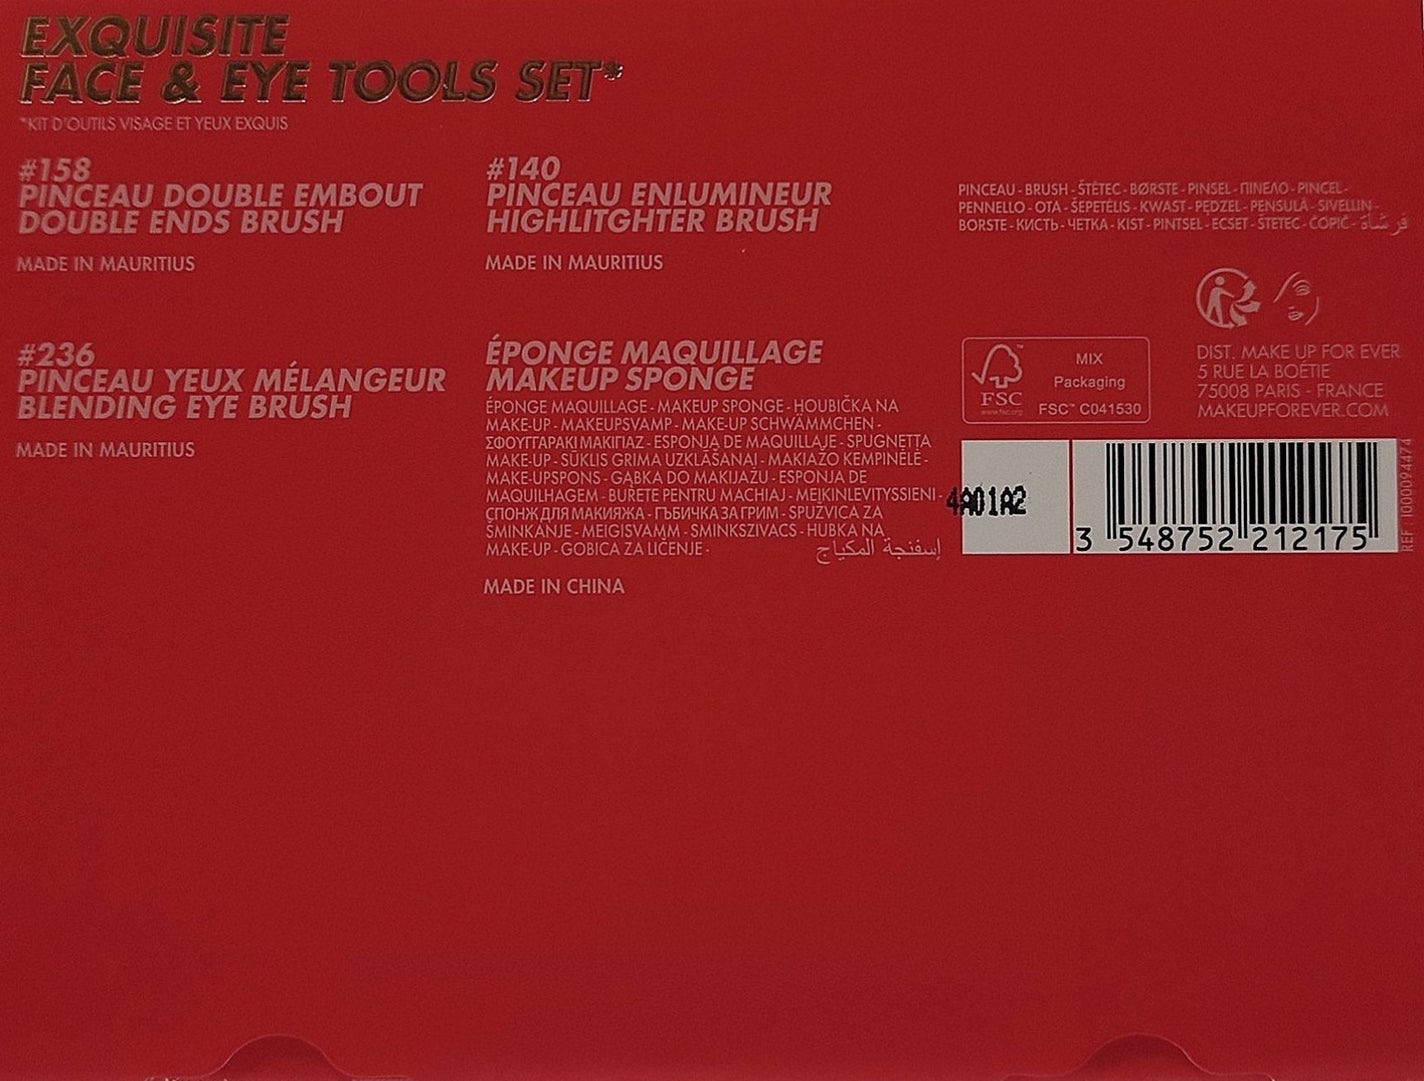 EXQUISITE
FACE & EYE TOOLS SET*
*KIT D'OUTILS VISAGE ET YEUX EXQUIS
#158
PINCEAU DOUBLE EMBOUT
DOUBLE ENDS BRUSH
MADE IN MAURITIUS
#236
PINCEAU YEUX MÉLANGEUR
BLENDING EYE BRUSH
MADE IN MAURITIUS
#140
PINCEAU ENLUMINEUR
HIGHLITGHTER BRUSH
MADE IN MAURITIUS
ÉPONGE MAQUILLAGE
MAKEUP SPONGE
ÉPONGE MAQUILLAGE - MAKEUP SPONGE - HOUBIČKA NA
MAKE-UP - MAKEUPSVAMP - MAKE-UP SCHWÄMMCHEN -
ΣΦΟΥΓΓΑΡΑΚΙ ΜΑΚΙΓΙΑΖ - ESPONJA DE MAQUILLAJE - SPUGNETTA
MAKE-UP - SŪKLIS GRIMA UZKLĀŠANAI - MAKIAŽO KEMPINĖLĖ -
MAKE-UPSPONS - GĄBKA DO MAKIJAŻU - ESPONJA DE
MAQUILHAGEM - BURETE PENTRU MACHIAJ - MEIKINLEVITYSSIENI -
СПОНЖ ДЛЯ МАКИЯЖА - ГЪБИЧКА ЗА ГРИМ - SPUŽVICA ZA
ŠMINKANJE - MEIGISVAMM - SMINKSZIVACS - HUBKA NA
MAKE-UP - GOBICA ZA LIČENJE - إسفنجة المكياج
MADE IN CHINA
PINCEAU - BRUSH - ŠTĚTEC - BØRSTE - PINSEL - ΠΙΝΕΛΟ - PINCEL -
PENNELLO - OTA - ŠEPETĖLIS - KWAST - PĘDZEL - PENSULĂ - SIVELLIN -
BORSTE - КИСТЬ - ЧЕТКА - KIST - PINTSEL - ECSET - ŠTETEC - ČOPIČ - فرشاة
FSC™
www.fsc.org
MIX
Packaging
FSC™ C041530
DIST. MAKE UP FOR EVER
5 RUE LA BOÉTIE
75008 PARIS - FRANCE
MAKEUPFOREVER.COM
4A01A2
3 548752 212175
REF : I000094474